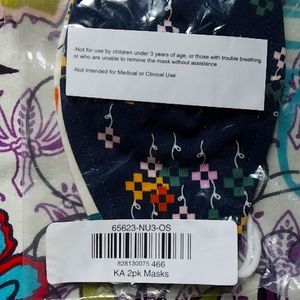 -Not for use by children under 3 years of age, or those with trouble breathing
or who are unable to remove the mask without assistance
-Not Intended for Medical or Clinical Use
65623-NU3-OS
828130075 466
KA 2pk Masks